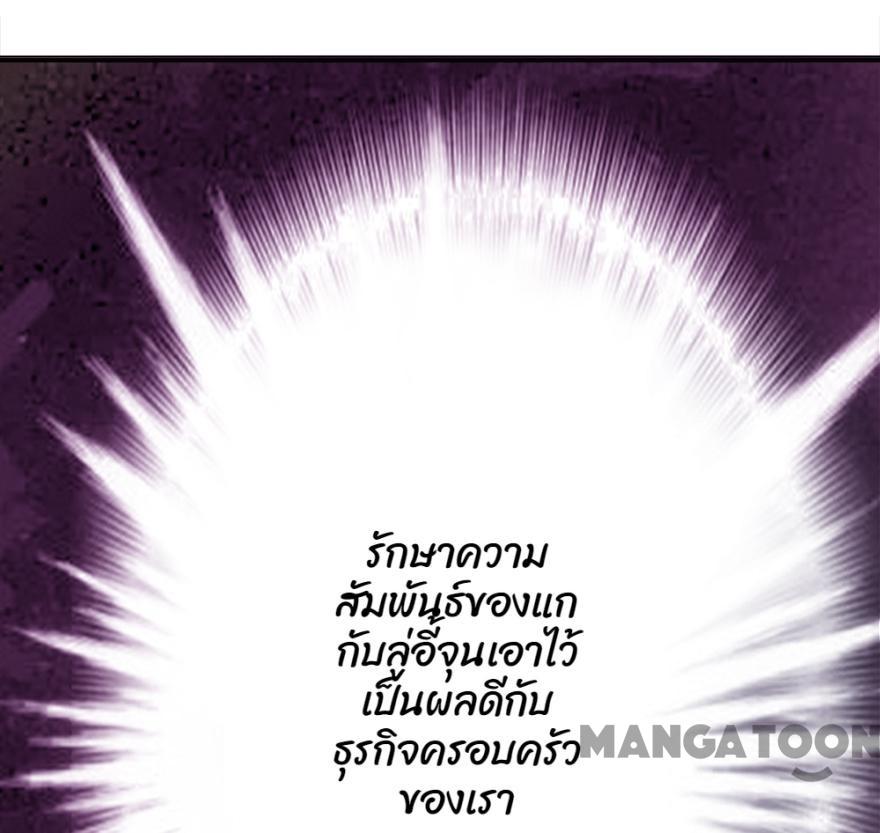 รักษาความ
สัมพันธ์ของแก
กับลู่อี้จุนเอาไว้
เป็นผลดีกับ
ธุรกิจครอบครัว
ของเรา
MANGATOON